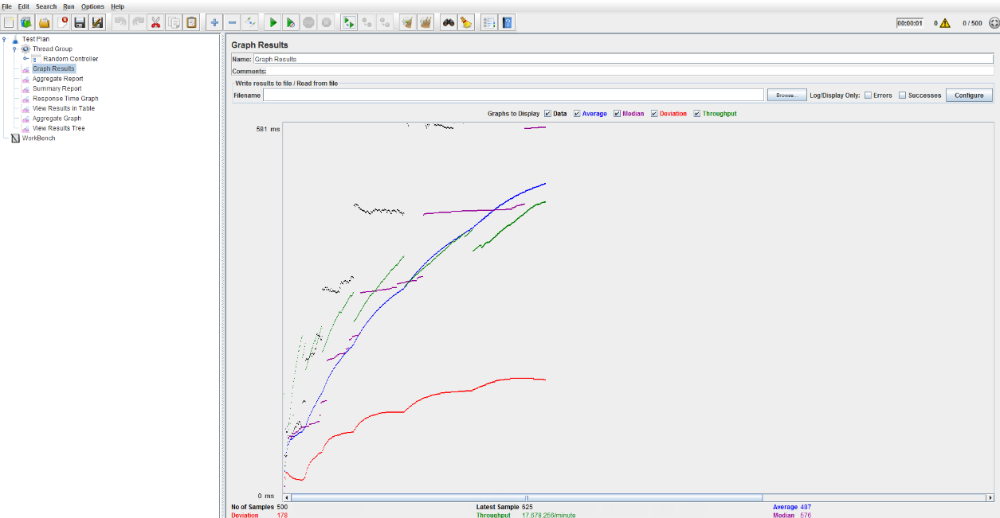 File Edit Search Run Options Help
00:00:01 0 0 / 500
Test Plan
Thread Group
Random Controller
Graph Results
Aggregate Report
Summary Report
Response Time Graph
View Results in Table
Aggregate Graph
View Results Tree
WorkBench
Graph Results
Name: Graph Results
Comments:
Write results to file / Read from file
Filename Browse... Log/Display Only: Errors Successes Configure
Graphs to Display Data Average Median Deviation Throughput
581 ms
0 ms
No of Samples 500 Latest Sample 625 Average 487
Deviation 178 Throughput 17,678.256/minute Median 576